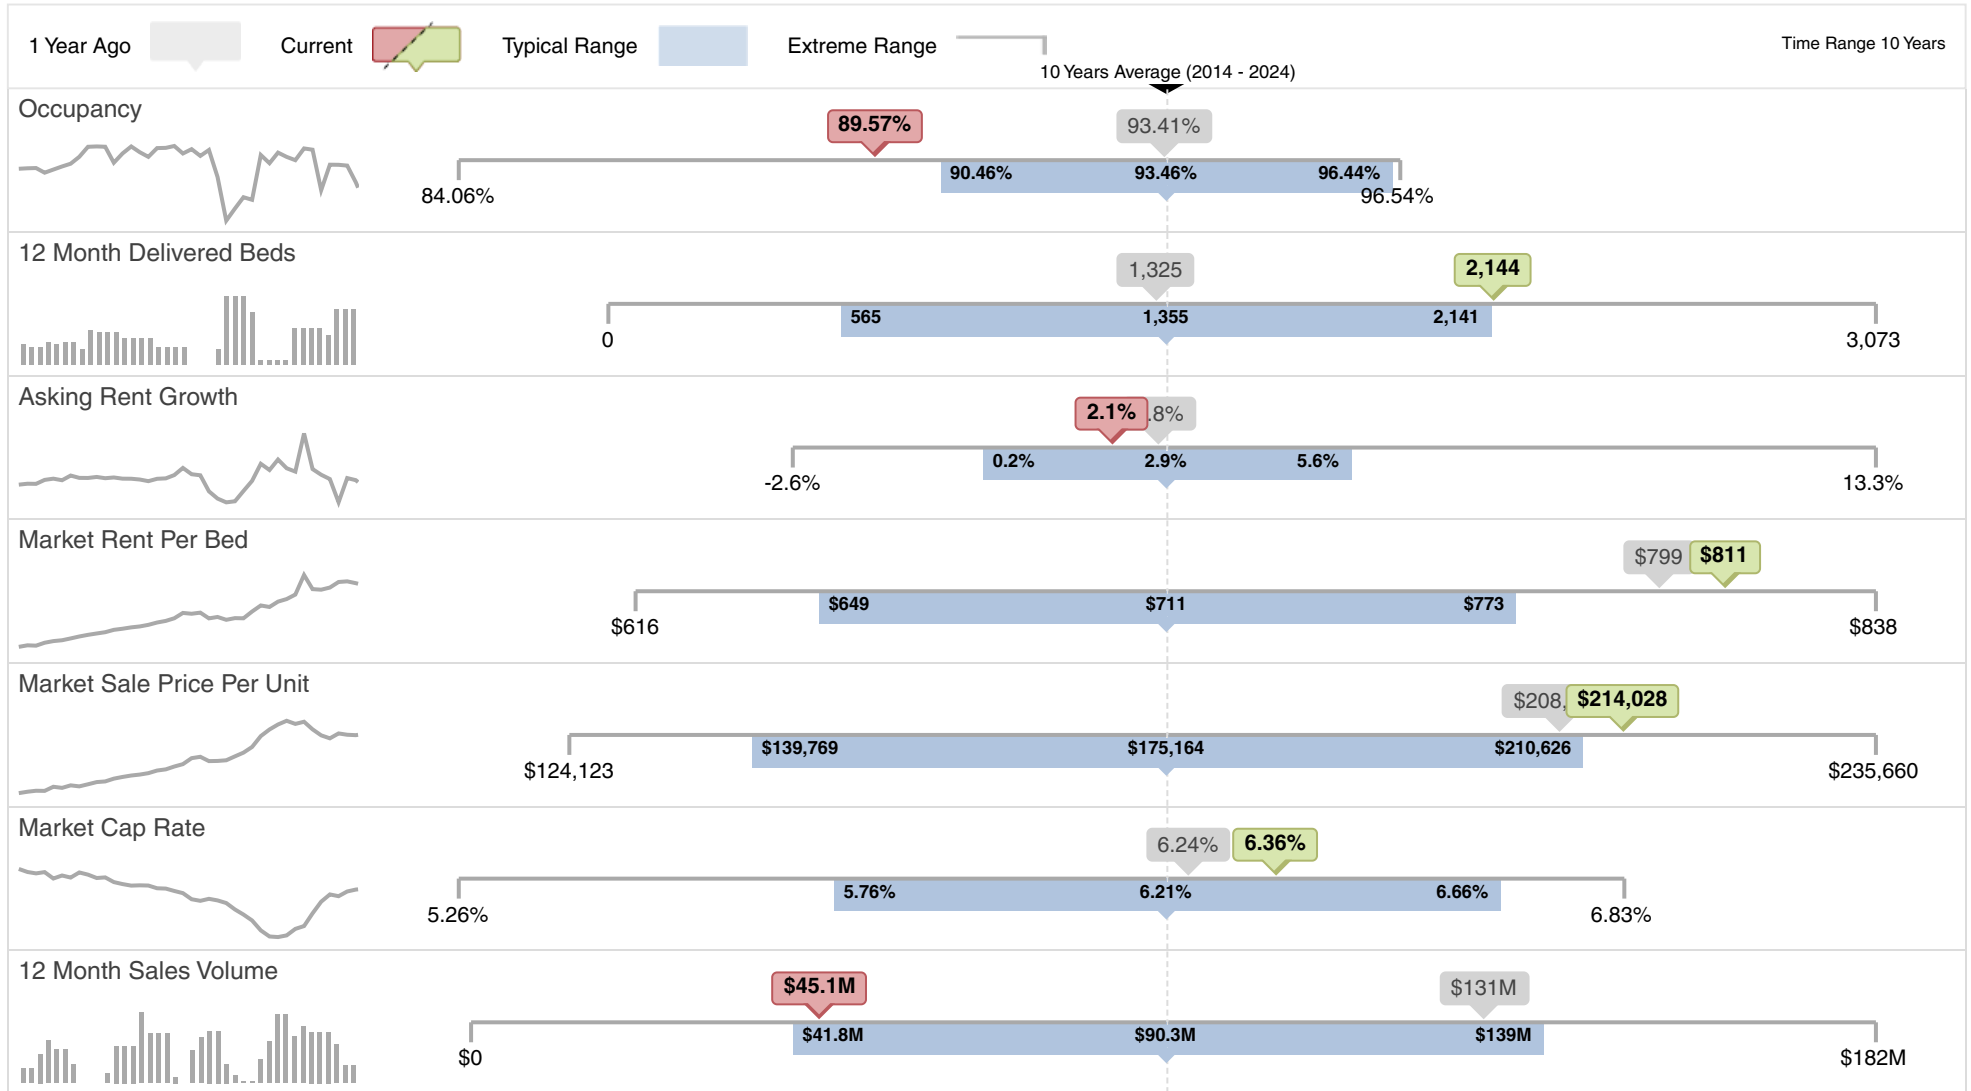 1 Year Ago Current Typical Range Extreme Range Time Range 10 Years
10 Years Average (2014 - 2024)
Occupancy
89.57% 93.41%
90.46% 93.46% 96.44%
84.06% 96.54%
12 Month Delivered Beds
1,325 2,144
565 1,355 2,141
0 3,073
Asking Rent Growth
2.1% .8%
0.2% 2.9% 5.6%
-2.6% 13.3%
Market Rent Per Bed
$799 $811
$649 $711 $773
$616 $838
Market Sale Price Per Unit
$208, $214,028
$139,769 $175,164 $210,626
$124,123 $235,660
Market Cap Rate
6.24% 6.36%
5.76% 6.21% 6.66%
5.26% 6.83%
12 Month Sales Volume
$45.1M $131M
$41.8M $90.3M $139M
$0 $182M